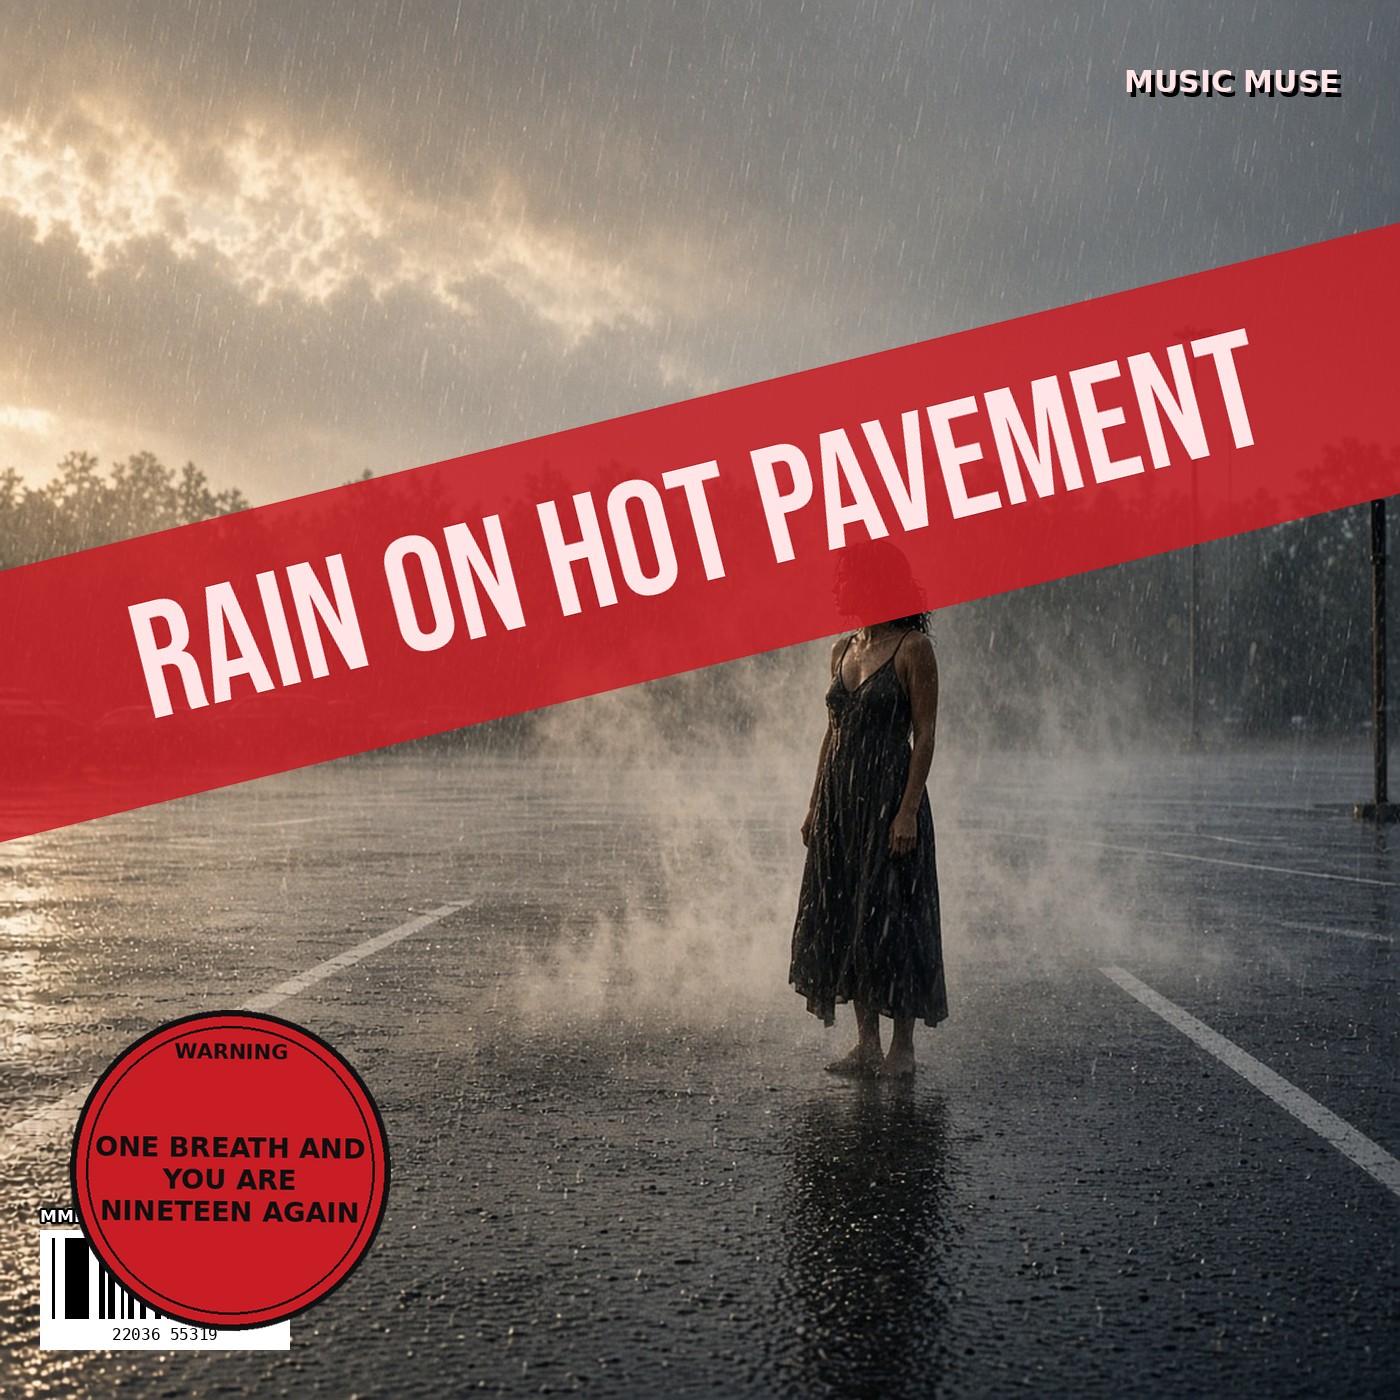 MUSIC MUSE
RAIN ON HOT PAVEMENT
WARNING
ONE BREATH AND
YOU ARE
NINETEEN AGAIN
22036 55319